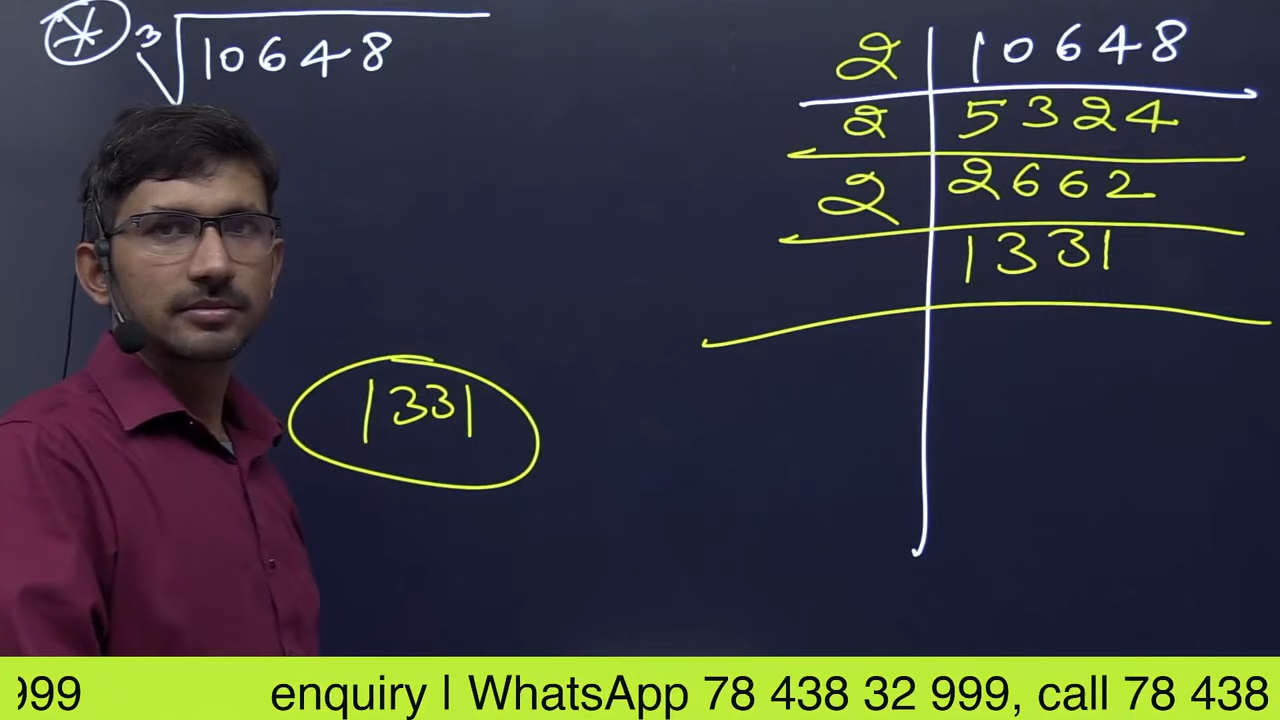 * ∛10648
2 | 10648
2 | 5324
2 | 2662
1331
1331
999 enquiry | WhatsApp 78 438 32 999, call 78 438